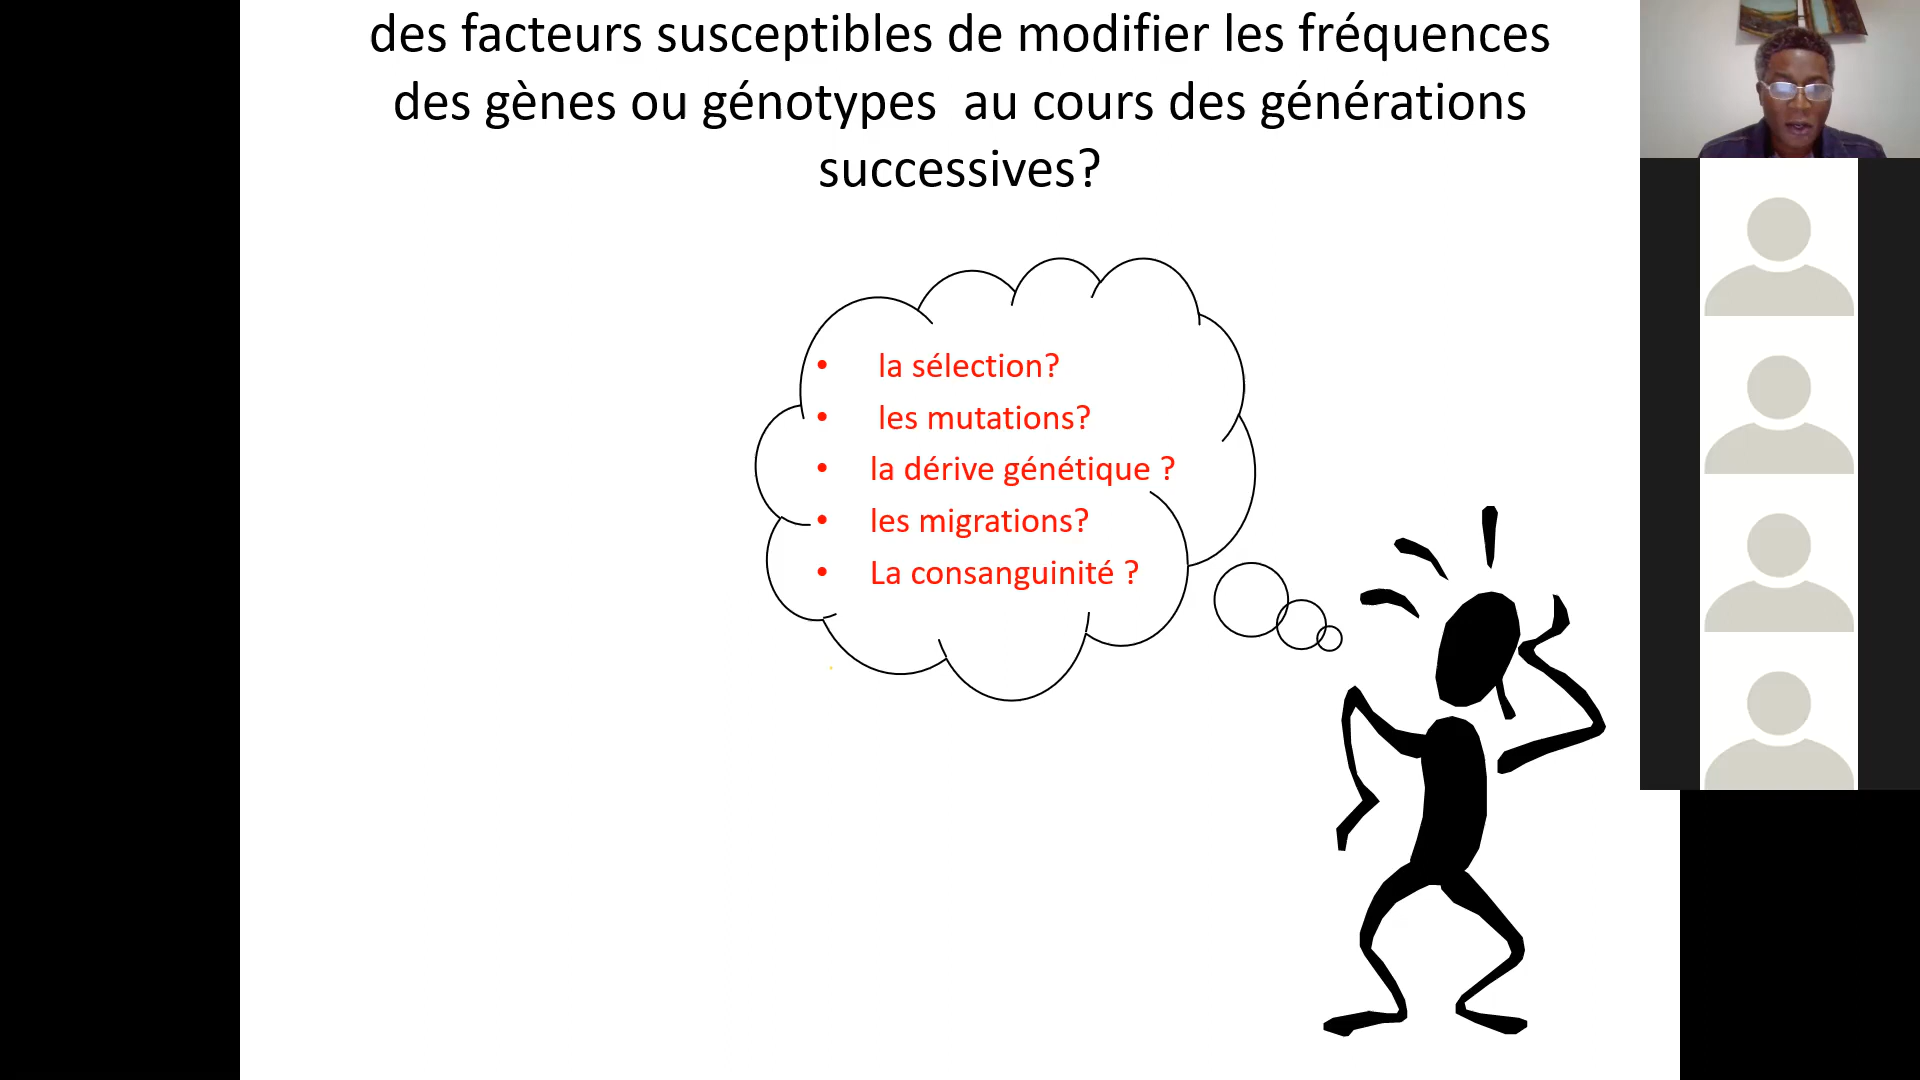 des facteurs susceptibles de modifier les fréquences
des gènes ou génotypes  au cours des générations
successives?
• la sélection?
• les mutations?
• la dérive génétique ?
• les migrations?
• La consanguinité ?